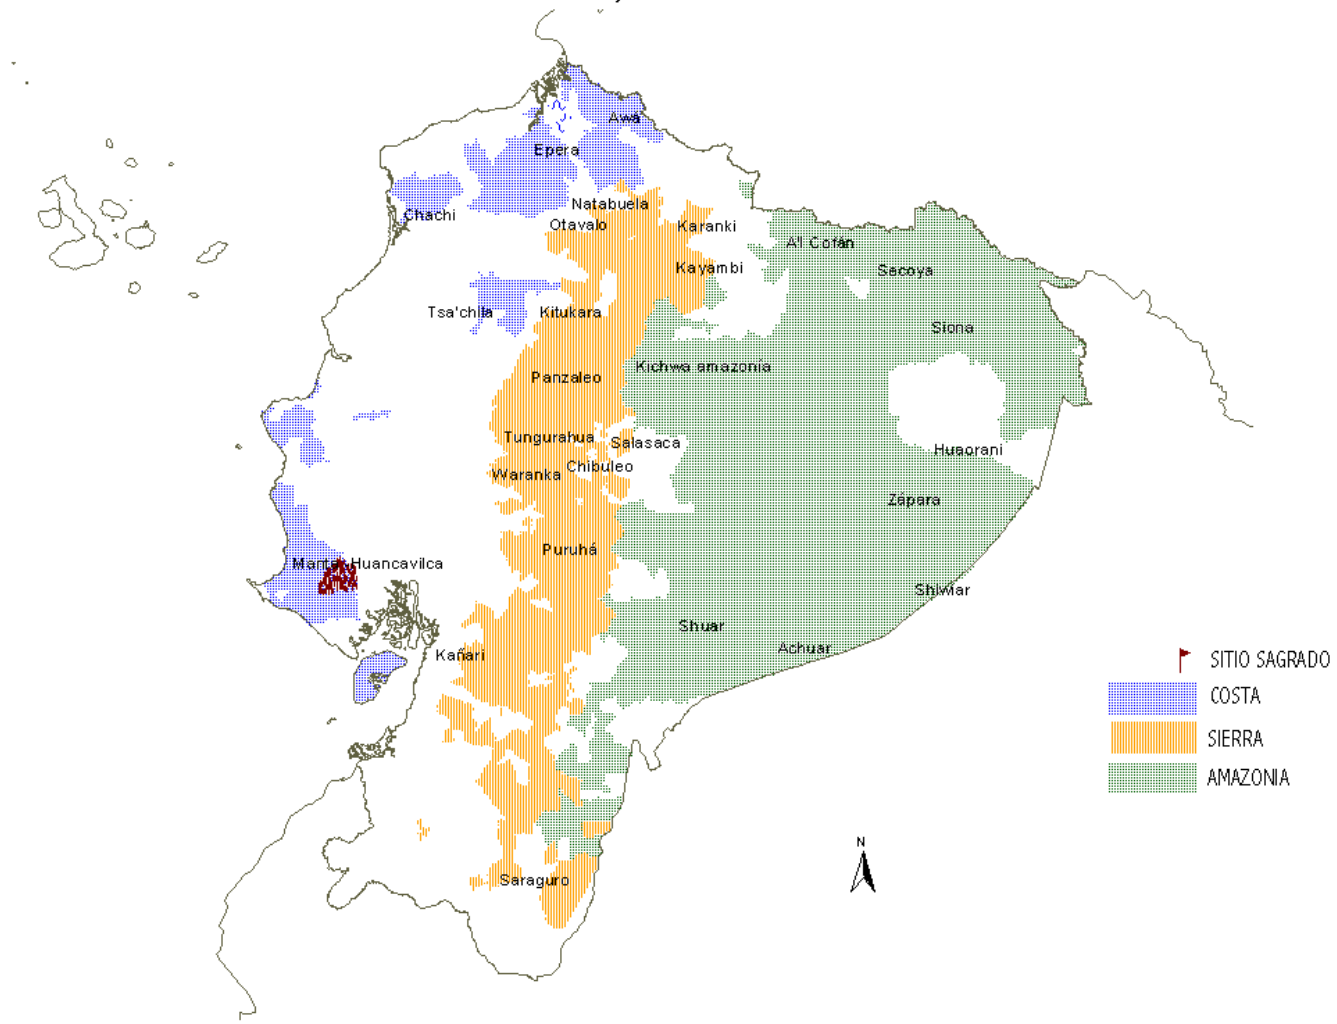 Awa
Epera
Natabuela
Chachi
Otavalo
Karanki
A'I Cofán
Kayambi
Secoya
Tsa'chila
Kitukara
Siona
Kichwa amazonía
Panzaleo
Tungurahua
Salasaca
Huaorani
Chibuleo
Waranka
Zápara
Puruhá
Manta Huancavilca
Shiwiar
Shuar
Achuar
Kañari
SITIO SAGRADO
COSTA
SIERRA
AMAZONIA
N
Saraguro